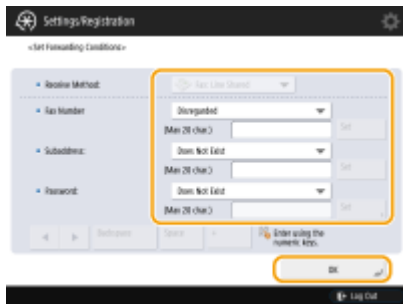 Settings/Registration
<Set Forwarding Conditions>
Receive Method:
Fax: Line Shared
Fax Number
Disregarded
(Max 20 char.)
Set
Subaddress:
Does Not Exist
(Max 20 char.)
Set
Password:
Does Not Exist
(Max 20 char.)
Set
Backspace
Space
+
Enter using the
numeric keys.
OK
Log Out